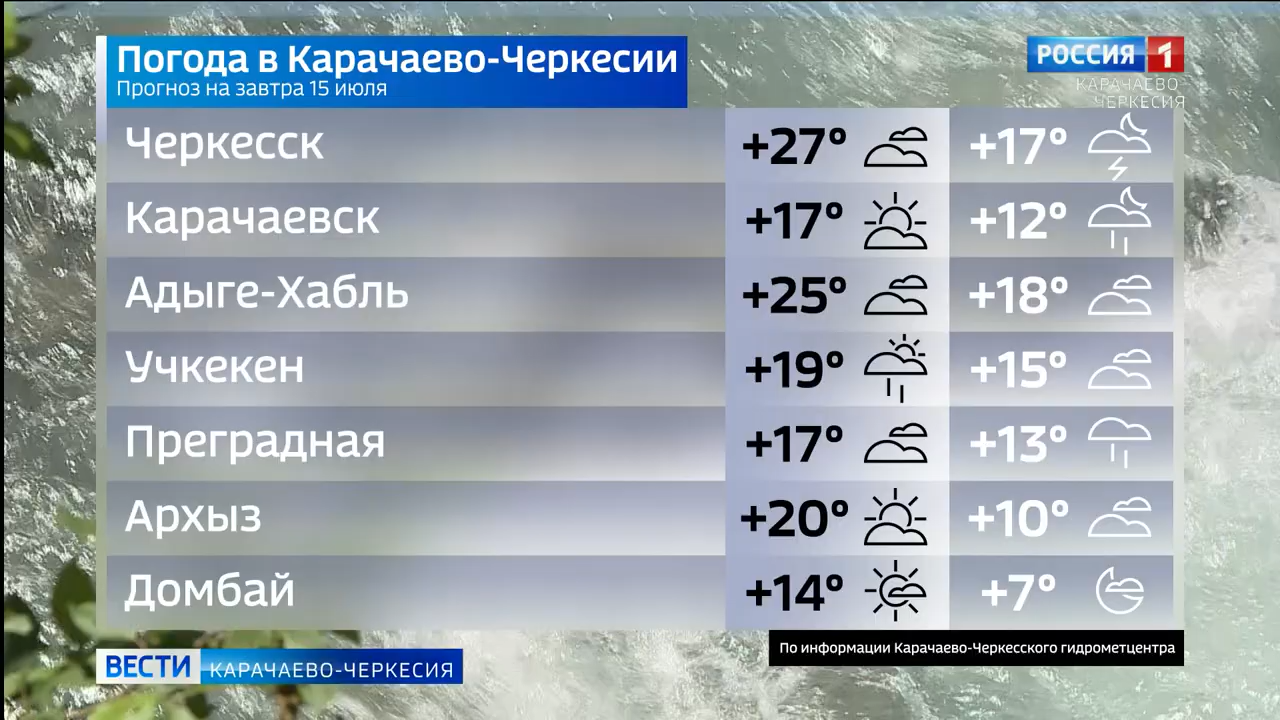 Погода в Карачаево-Черкесии
Прогноз на завтра 15 июля
РОССИЯ 1
КАРАЧАЕВО-
ЧЕРКЕСИЯ
Черкесск +27° +17°
Карачаевск +17° +12°
Адыге-Хабль +25° +18°
Учкекен +19° +15°
Преградная +17° +13°
Архыз +20° +10°
Домбай +14° +7°
По информации Карачаево-Черкесского гидрометцентра
ВЕСТИ КАРАЧАЕВО-ЧЕРКЕСИЯ